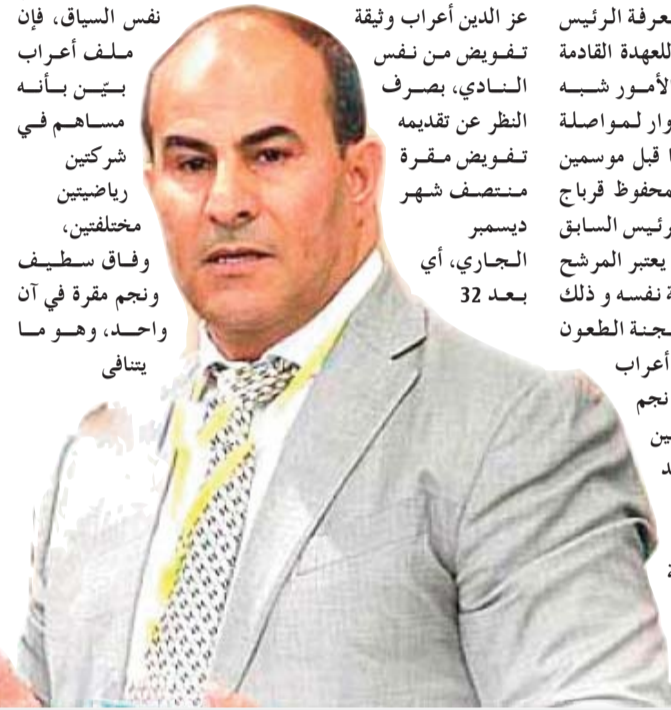 عرفة الرئيس
للعهدة القادمة
لأمور شبه
وار لمواصلة
ا قبل موسمين
محفوظ قرباج
رئيس السابق
يعتبر المرشح
ة نفسه و ذلك
جنة الطعون
أعراب
نجم
ين
د
عز الدين أعراب وثيقة
تفويض من نفس
النادي، بصرف
النظر عن تقديمه
تفويض مقرة
منتصف شهر
ديسمبر
الجاري، أي
بعد 32
نفس السياق، فإن
ملف أعراب
بيّن بأنه
مساهم في
شركتين
رياضيتين
مختلفتين،
وفاق سطيف
ونجم مقرة في آن
واحد، وهو ما
يتنافى